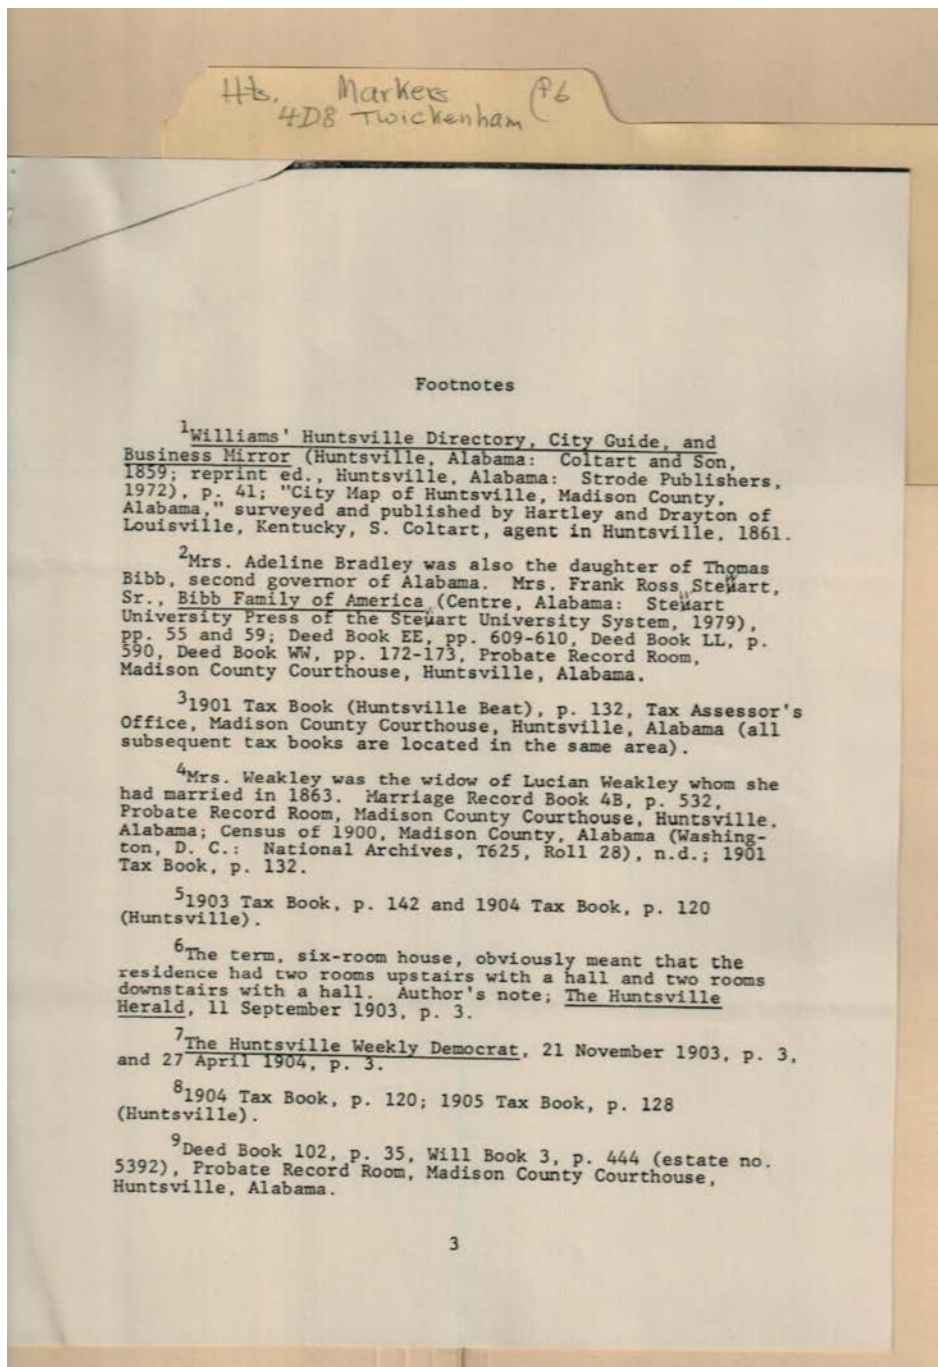 Hts. Markers (P6
4D8 Twickenham
Footnotes
1Williams' Huntsville Directory, City Guide, and
Business Mirror (Huntsville, Alabama: Coltart and Son,
1859; reprint ed., Huntsville, Alabama: Strode Publishers,
1972), p. 41; "City Map of Huntsville, Madison County,
Alabama," surveyed and published by Hartley and Drayton of
Louisville, Kentucky, S. Coltart, agent in Huntsville, 1861.
2Mrs. Adeline Bradley was also the daughter of Thomas
Bibb, second governor of Alabama. Mrs. Frank Ross Stewart,
Sr., Bibb Family of America (Centre, Alabama: Stewart
University Press of the Stewart University System, 1979),
pp. 55 and 59; Deed Book EE, pp. 609-610, Deed Book LL, p.
590, Deed Book WW, pp. 172-173, Probate Record Room,
Madison County Courthouse, Huntsville, Alabama.
31901 Tax Book (Huntsville Beat), p. 132, Tax Assessor's
Office, Madison County Courthouse, Huntsville, Alabama (all
subsequent tax books are located in the same area).
4Mrs. Weakley was the widow of Lucian Weakley whom she
had married in 1863. Marriage Record Book 4B, p. 532,
Probate Record Room, Madison County Courthouse, Huntsville,
Alabama; Census of 1900, Madison County, Alabama (Washing-
ton, D. C.: National Archives, T625, Roll 28), n.d.; 1901
Tax Book, p. 132.
51903 Tax Book, p. 142 and 1904 Tax Book, p. 120
(Huntsville).
6The term, six-room house, obviously meant that the
residence had two rooms upstairs with a hall and two rooms
downstairs with a hall. Author's note; The Huntsville
Herald, 11 September 1903, p. 3.
7The Huntsville Weekly Democrat, 21 November 1903, p. 3,
and 27 April 1904, p. 3.
81904 Tax Book, p. 120; 1905 Tax Book, p. 128
(Huntsville).
9Deed Book 102, p. 35, Will Book 3, p. 444 (estate no.
5392), Probate Record Room, Madison County Courthouse,
Huntsville, Alabama.
3